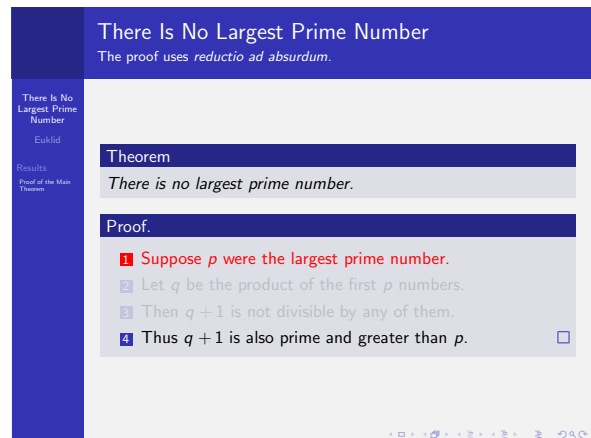 There Is No Largest Prime Number
The proof uses reductio ad absurdum.
There Is No
Largest Prime
Number
Euklid
Results
Proof of the Main
Theorem
Theorem
There is no largest prime number.
Proof.
1 Suppose p were the largest prime number.
2 Let q be the product of the first p numbers.
3 Then q + 1 is not divisible by any of them.
4 Thus q + 1 is also prime and greater than p.